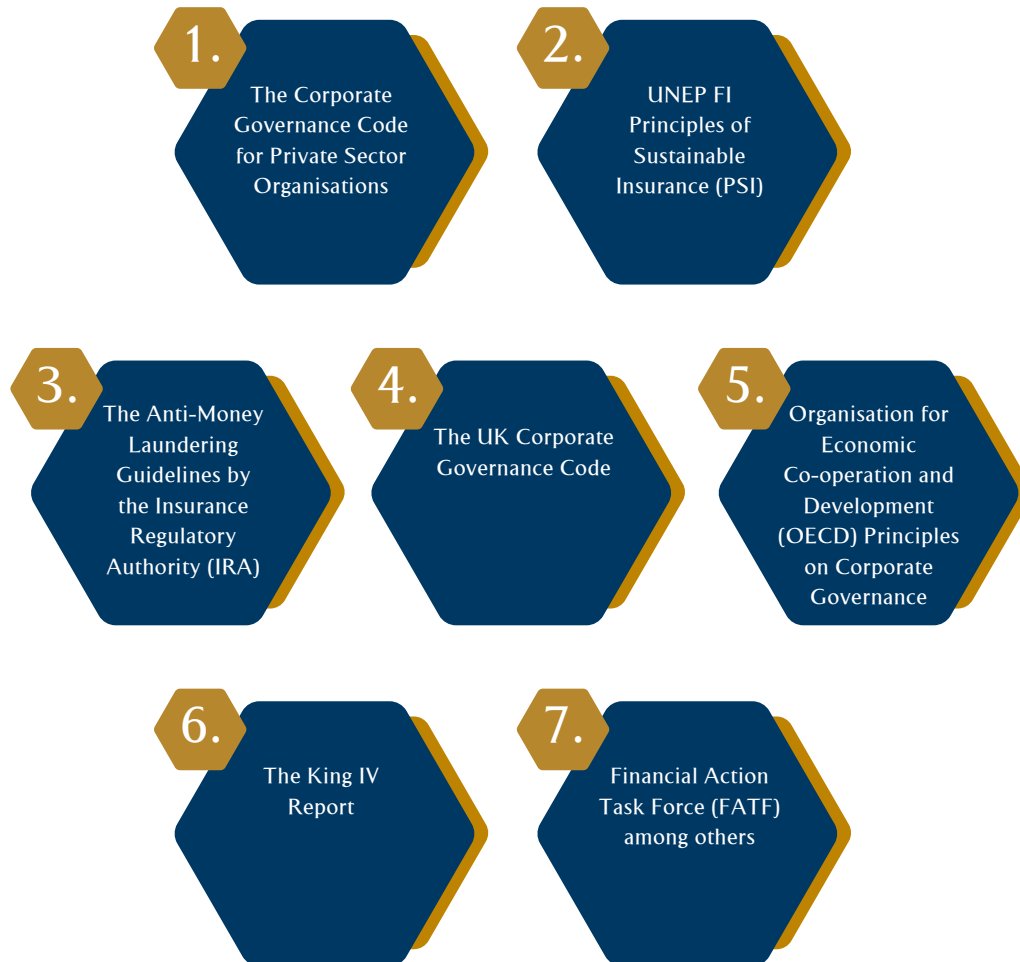 1.
The Corporate
Governance Code
for Private Sector
Organisations
2.
UNEP FI
Principles of
Sustainable
Insurance (PSI)
3.
The Anti-Money
Laundering
Guidelines by
the Insurance
Regulatory
Authority (IRA)
4.
The UK Corporate
Governance Code
5.
Organisation for
Economic
Co-operation and
Development
(OECD) Principles
on Corporate
Governance
6.
The King IV
Report
7.
Financial Action
Task Force (FATF)
among others